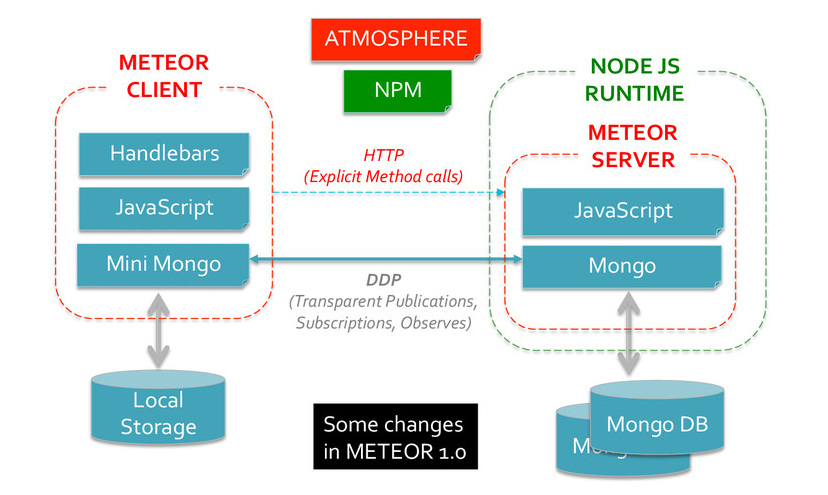 ATMOSPHERE
NPM
METEOR
CLIENT
Handlebars
JavaScript
Mini Mongo
Local
Storage
HTTP
(Explicit Method calls)
DDP
(Transparent Publications,
Subscriptions, Observes)
NODE JS
RUNTIME
METEOR
SERVER
JavaScript
Mongo
Mongo DB
Some changes
in METEOR 1.0